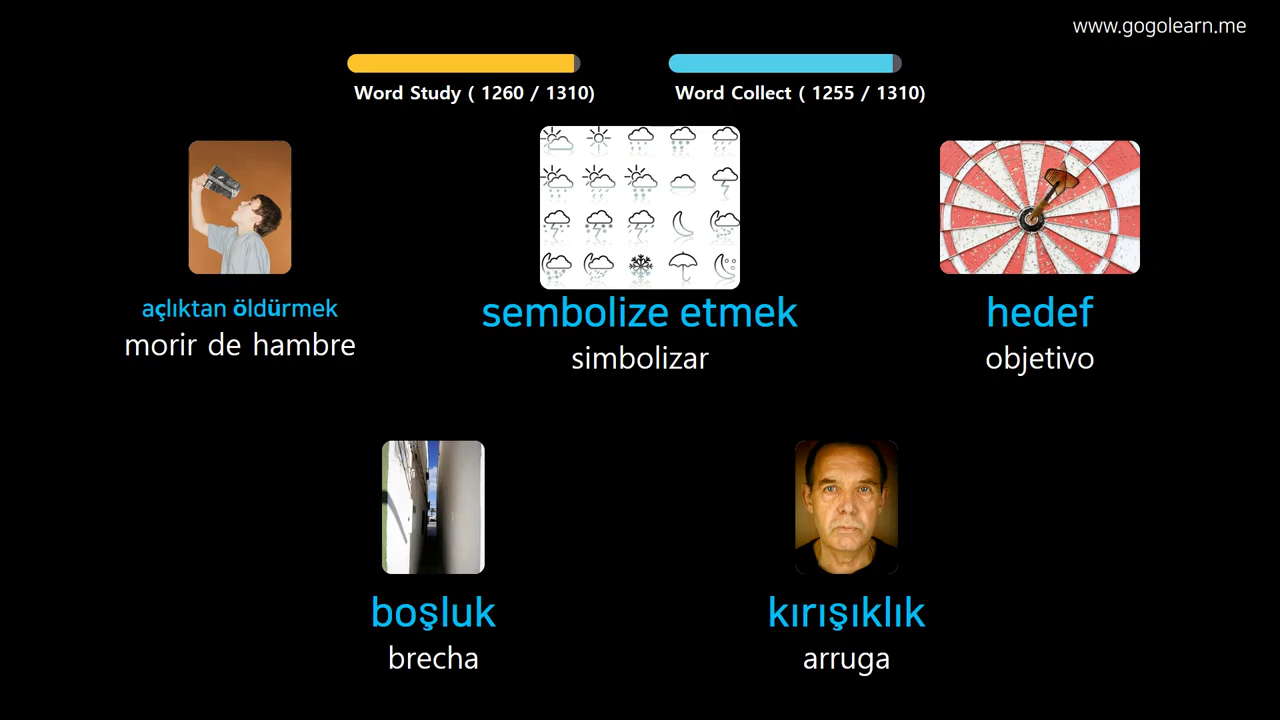 www.gogolearn.me
Word Study ( 1260 / 1310)
Word Collect ( 1255 / 1310)
açlıktan öldürmek
morir de hambre
sembolize etmek
simbolizar
hedef
objetivo
boşluk
brecha
kırışıklık
arruga